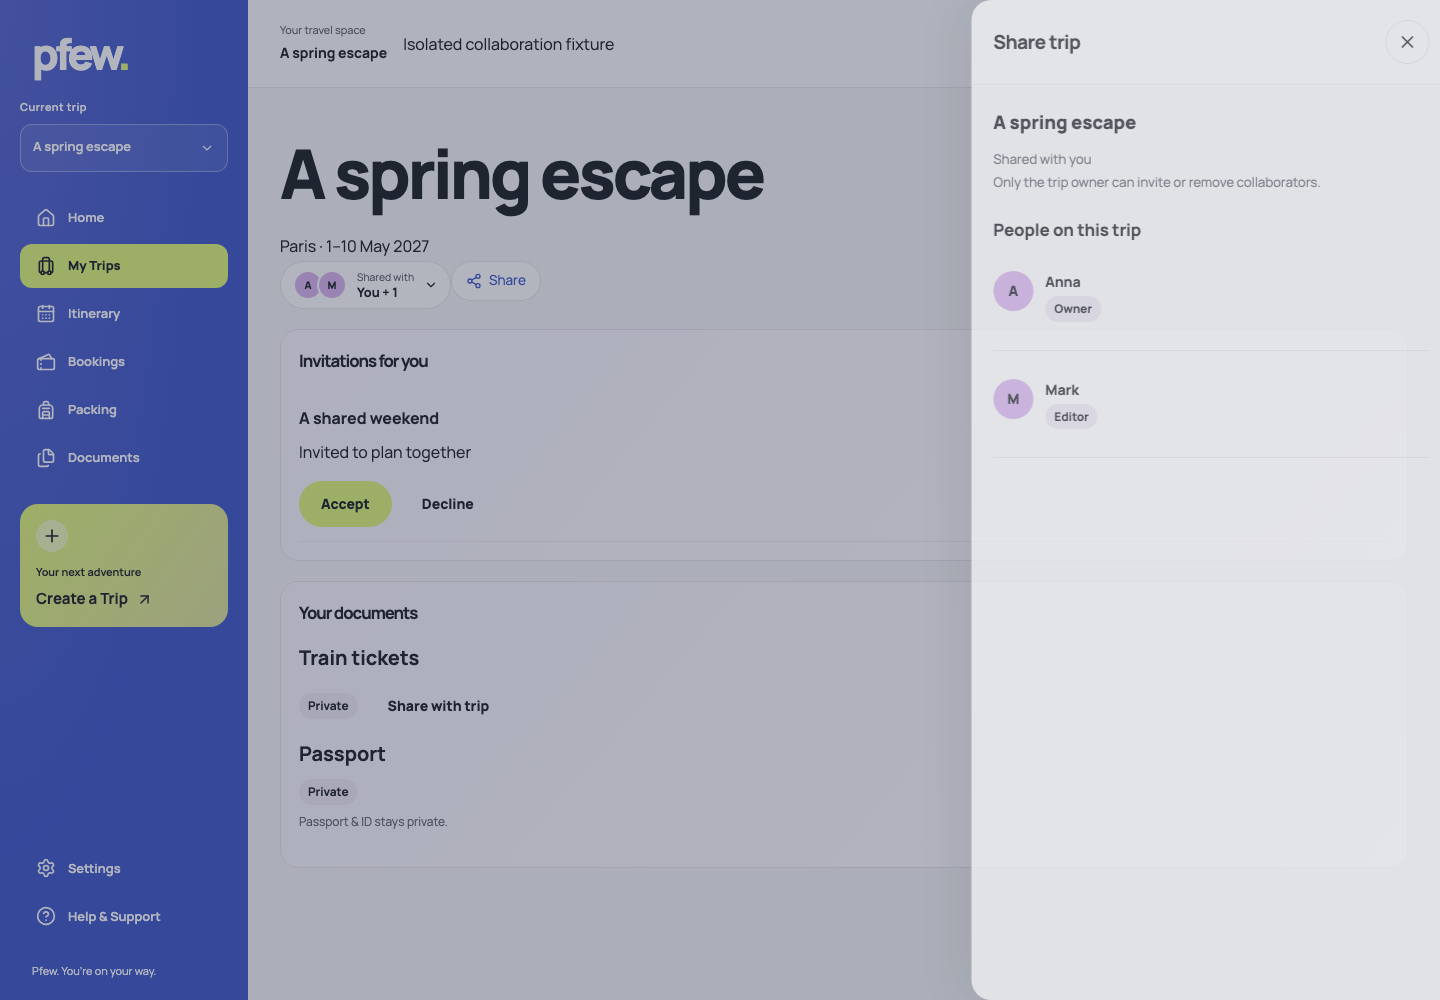 pfew.
Current trip
A spring escape
Home
My Trips
Itinerary
Bookings
Packing
Documents
Your next adventure
Create a Trip
Settings
Help & Support
Pfew. You're on your way.
Your travel space
A spring escape
Isolated collaboration fixture
A spring escape
Paris · 1–10 May 2027
A M
Shared with
You + 1
Share
Invitations for you
A shared weekend
Invited to plan together
Accept Decline
Your documents
Train tickets
Private Share with trip
Passport
Private
Passport & ID stays private.
Share trip
A spring escape
Shared with you
Only the trip owner can invite or remove collaborators.
People on this trip
A
Anna
Owner
M
Mark
Editor